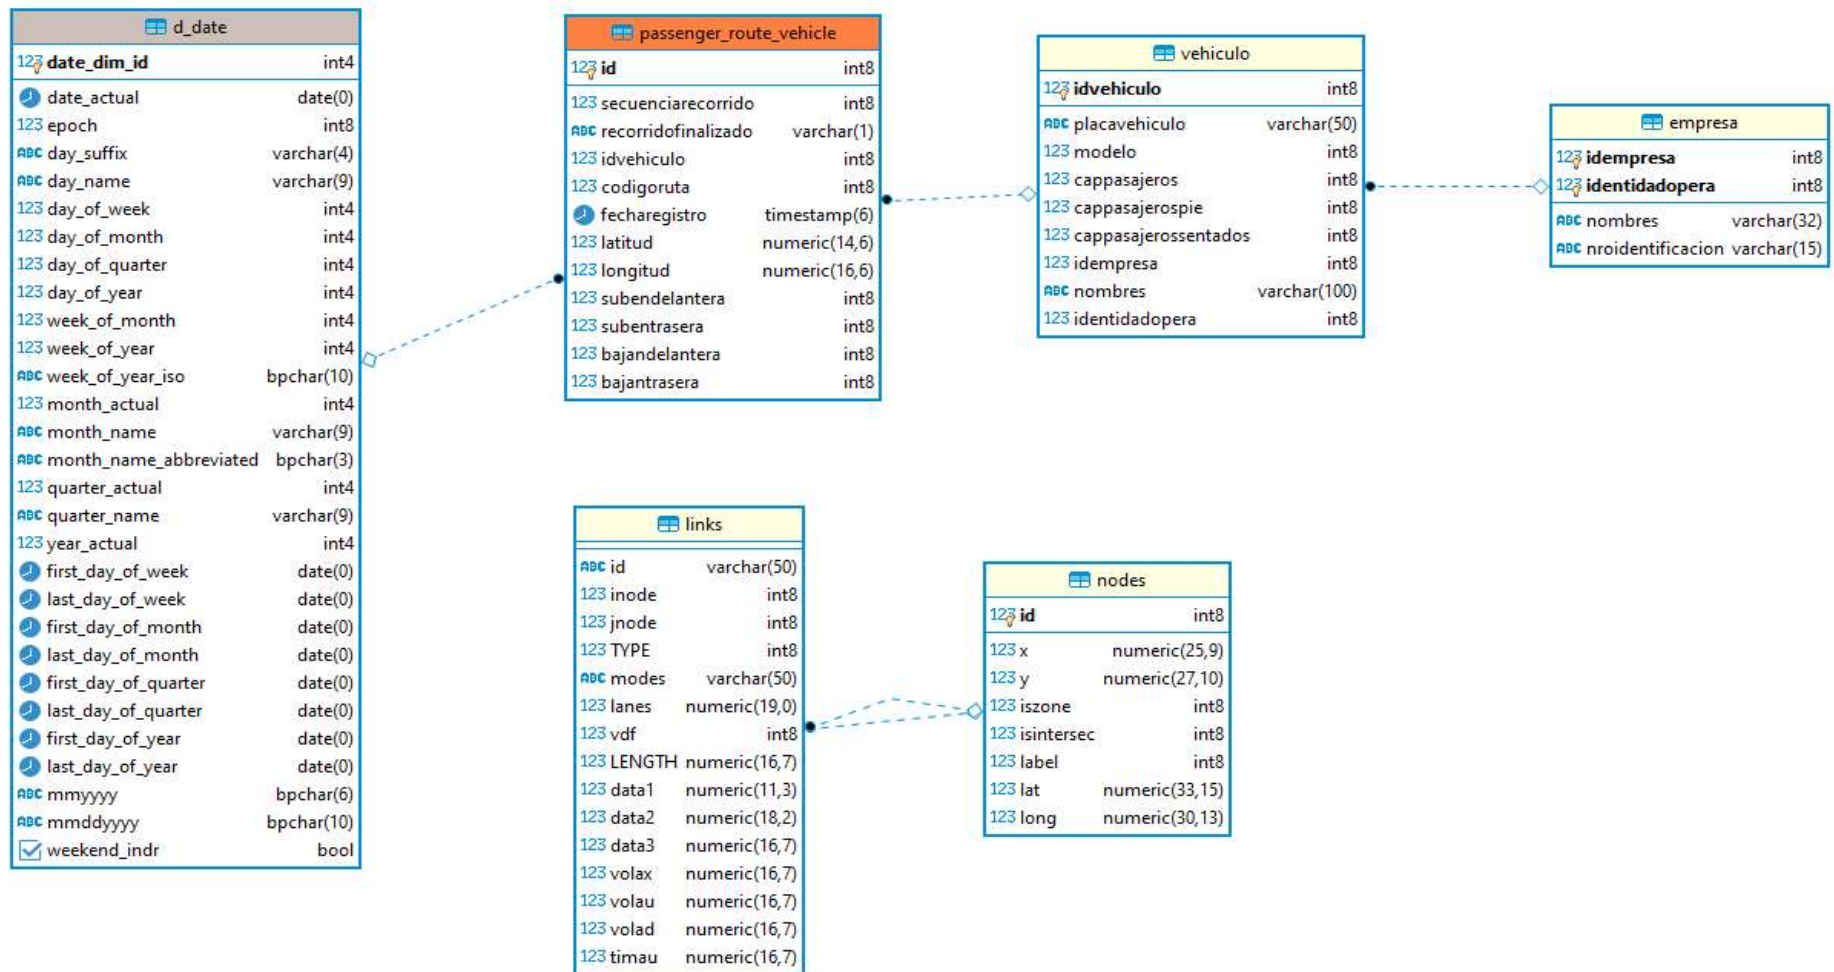 d_date
123 date_dim_id int4
date_actual date(0)
123 epoch int8
ABC day_suffix varchar(4)
ABC day_name varchar(9)
123 day_of_week int4
123 day_of_month int4
123 day_of_quarter int4
123 day_of_year int4
123 week_of_month int4
123 week_of_year int4
ABC week_of_year_iso bpchar(10)
123 month_actual int4
ABC month_name varchar(9)
ABC month_name_abbreviated bpchar(3)
123 quarter_actual int4
ABC quarter_name varchar(9)
123 year_actual int4
first_day_of_week date(0)
last_day_of_week date(0)
first_day_of_month date(0)
last_day_of_month date(0)
first_day_of_quarter date(0)
last_day_of_quarter date(0)
first_day_of_year date(0)
last_day_of_year date(0)
ABC mmyyyy bpchar(6)
ABC mmddyyyy bpchar(10)
weekend_indr bool
passenger_route_vehicle
123 id int8
123 secuenciarecorrido int8
ABC recorridofinalizado varchar(1)
123 idvehiculo int8
123 codigoruta int8
fecharegistro timestamp(6)
123 latitud numeric(14,6)
123 longitud numeric(16,6)
123 subendelantera int8
123 subentrasera int8
123 bajandelantera int8
123 bajantrasera int8
vehiculo
123 idvehiculo int8
ABC placavehiculo varchar(50)
123 modelo int8
123 cappasajeros int8
123 cappasajerospie int8
123 cappasajerossentados int8
123 idempresa int8
ABC nombres varchar(100)
123 identidadopera int8
empresa
123 idempresa int8
123 identidadopera int8
ABC nombres varchar(32)
ABC nroidentificacion varchar(15)
links
ABC id varchar(50)
123 inode int8
123 jnode int8
123 TYPE int8
ABC modes varchar(50)
123 lanes numeric(19,0)
123 vdf int8
123 LENGTH numeric(16,7)
123 data1 numeric(11,3)
123 data2 numeric(18,2)
123 data3 numeric(16,7)
123 volax numeric(16,7)
123 volau numeric(16,7)
123 volad numeric(16,7)
123 timau numeric(16,7)
nodes
123 id int8
123 x numeric(25,9)
123 y numeric(27,10)
123 iszone int8
123 isintersec int8
123 label int8
123 lat numeric(33,15)
123 long numeric(30,13)